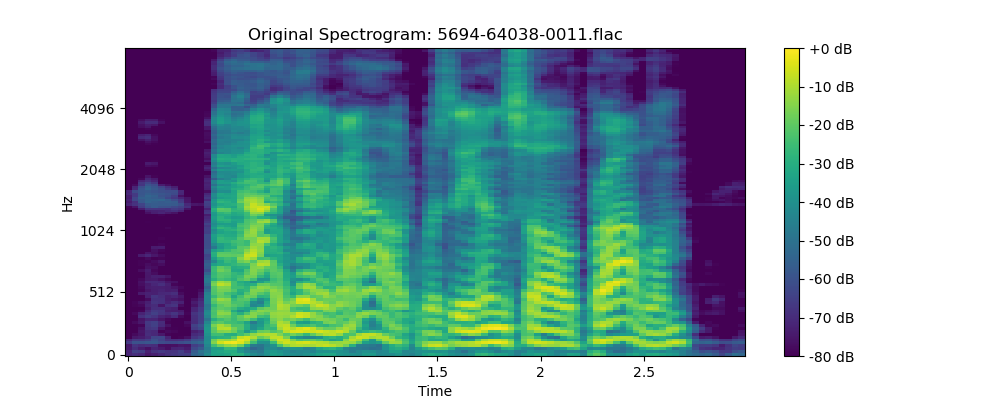 Original Spectrogram: 5694-64038-0011.flac
Hz
4096
2048
1024
512
0
0
0.5
1
1.5
2
2.5
Time
+0 dB
-10 dB
-20 dB
-30 dB
-40 dB
-50 dB
-60 dB
-70 dB
-80 dB